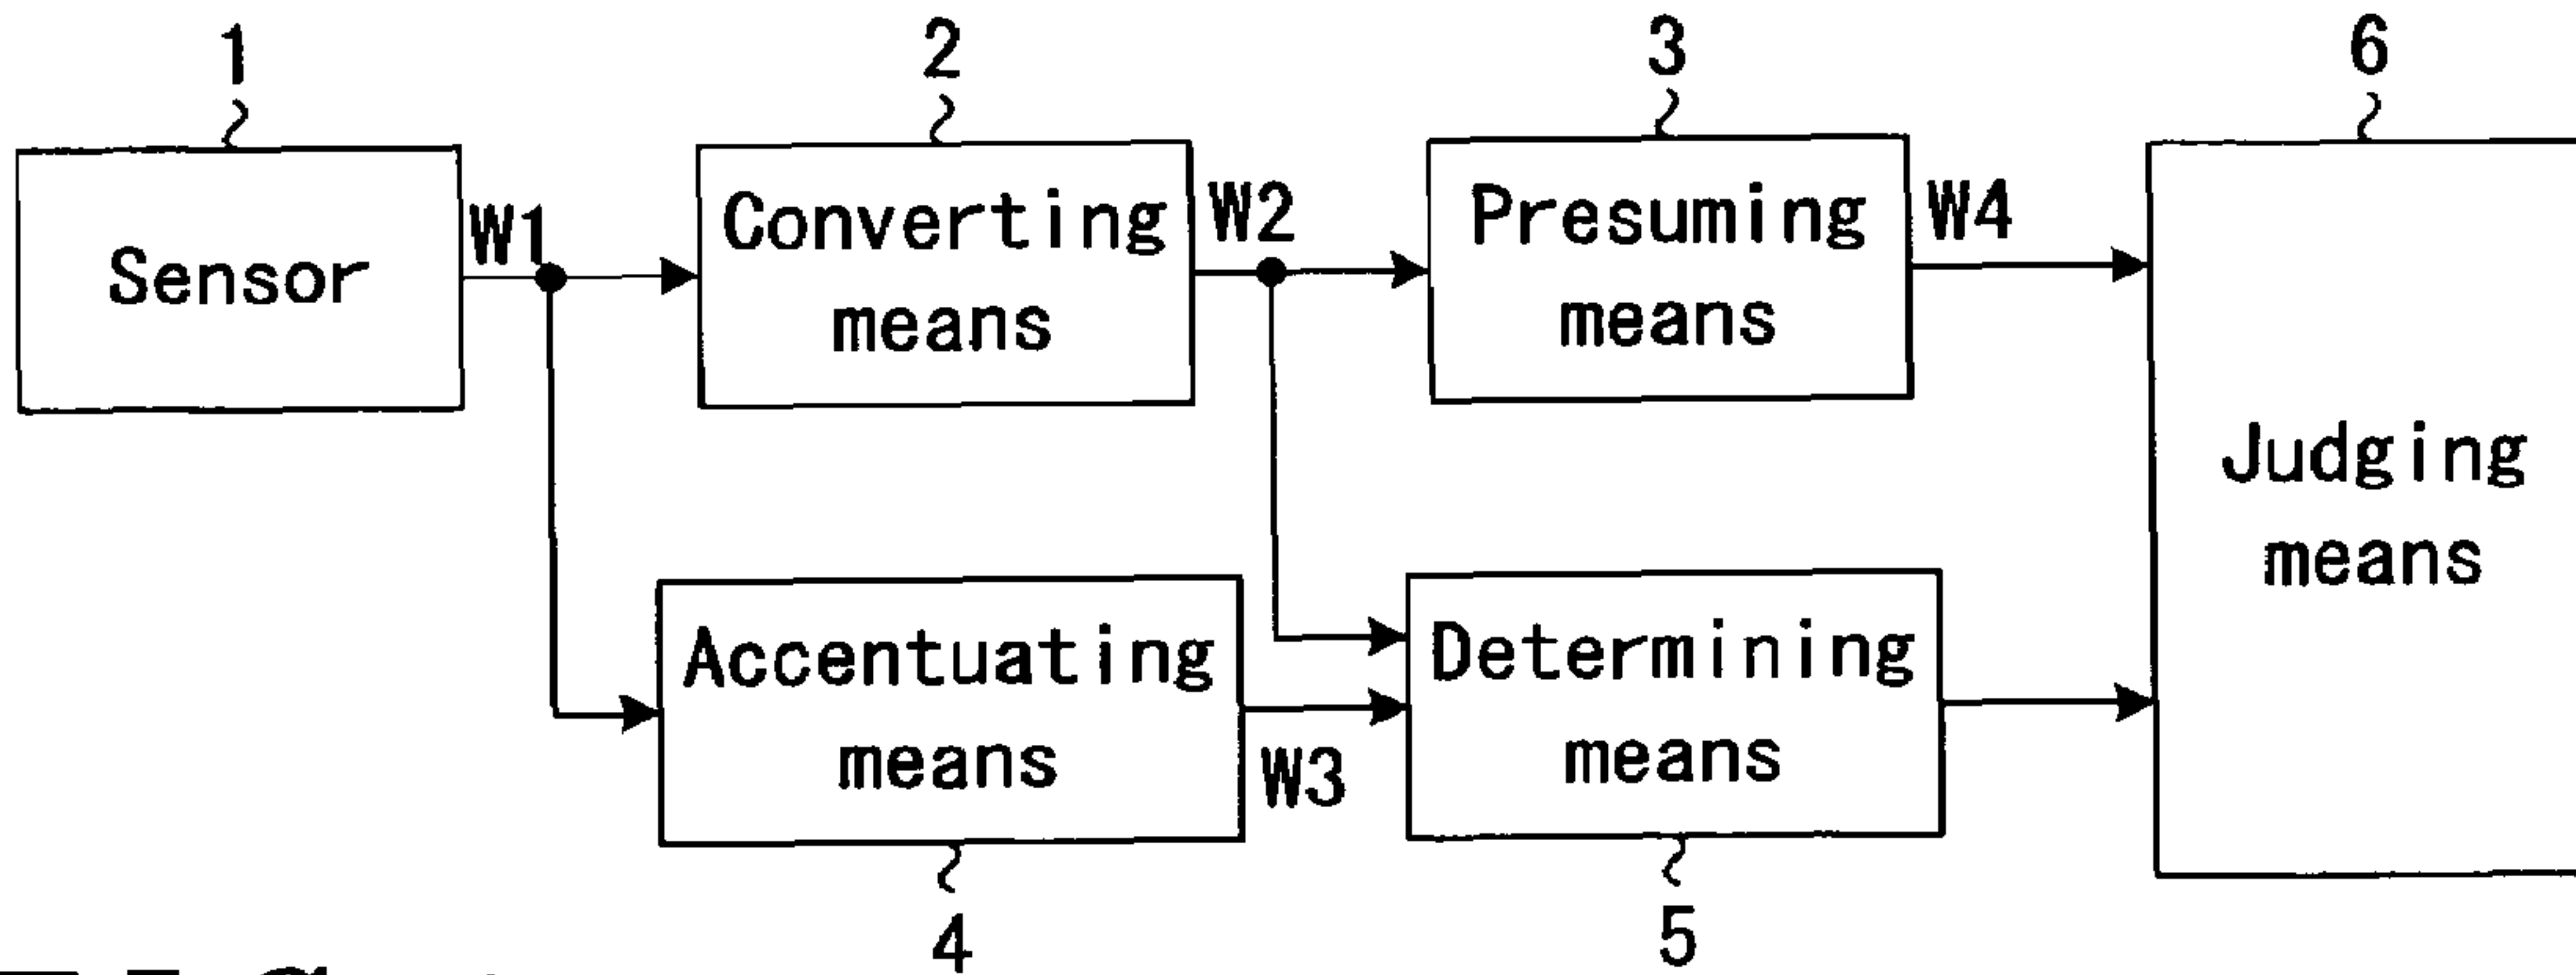 1
2
3
6
Sensor
W1
Converting
means
W2
Presuming
means
W4
Judging
means
Accentuating
means
W3
Determining
means
4
5